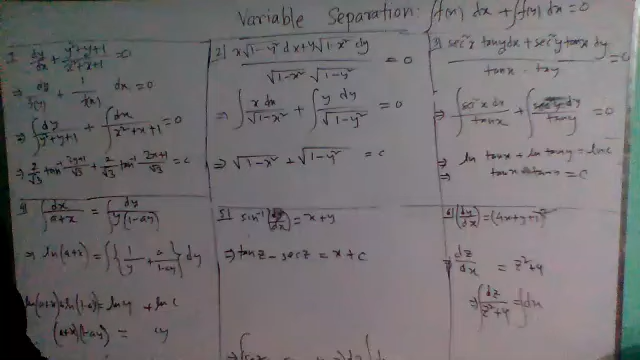 Variable Separation: ∫f(x) dx + ∫f(y) dx = 0
1) dy/dx + (y²+y+1)/(x²+x+1) = 0
⇒ dy/f(y) + 1/f(x) dx = 0
⇒ ∫dy/(y²+y+1) + ∫dx/(x²+x+1) = 0
⇒ 2/√3 tan⁻¹ (2y+1)/√3 + 2/√3 tan⁻¹ (2x+1)/√3 = c
2) (x√1-y² dx + y√1-x² dy)/(√1-x² √1-y²) = 0
⇒ ∫x dx/√1-x² + ∫y dy/√1-y² = 0
⇒ √1-x² + √1-y² = c
3) (sec²x tany dx + sec²y tanx dy)/(tanx · tany) = 0
⇒ ∫sec²x dx/tanx + ∫sec²y dy/tany = 0
⇒ ln tanx + ln tany = ln c
⇒ tanx tany = c
4) ∫dx/(a+x) = ∫dy/(y(1-ay))
⇒ ln(a+x) = ∫{1/y + a/(1-ay)} dy
ln(a+x) + ln(1-ay) = ln y + ln c
(a+x)(1-ay) = cy
5) sin⁻¹(dy/dx) = x+y
⇒ tanz - secz = x + c
6) (dy/dx) = (4x+y+1)²
⇒ dz/dx = z²+4
⇒ ∫dz/(z²+4) = ∫dx